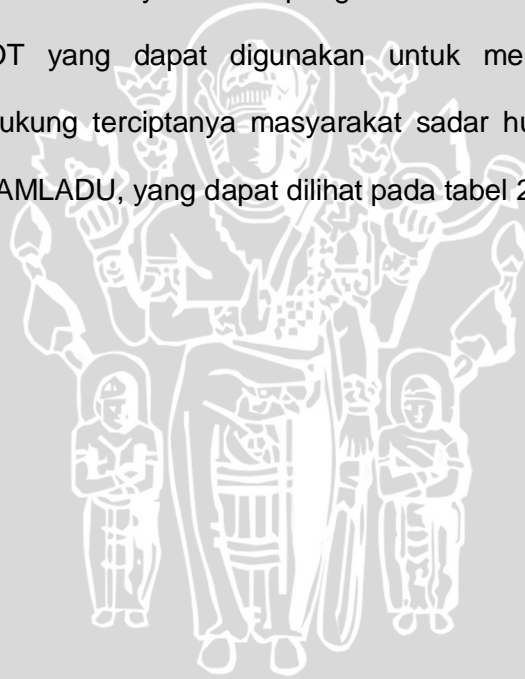 OT yang dapat digunakan untuk me
ukung terciptanya masyarakat sadar hu
AMLADU, yang dapat dilihat pada tabel 2